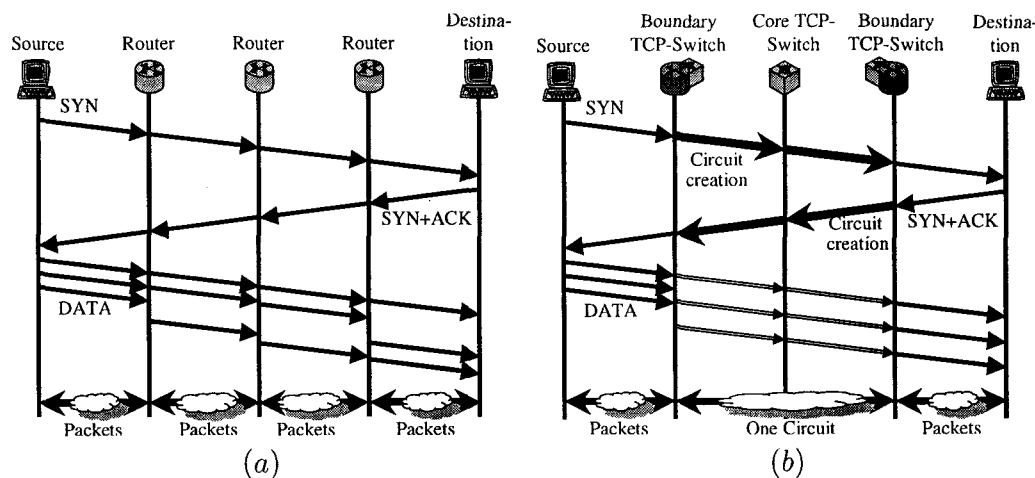 Source
Router
Router
Router
Destina-
tion
SYN
SYN+ACK
DATA
Packets
Packets
Packets
Packets
(a)
Source
Boundary
TCP-Switch
Core TCP-
Switch
Boundary
TCP-Switch
Destina-
tion
SYN
Circuit
creation
Circuit
creation
SYN+ACK
DATA
Packets
One Circuit
Packets
(b)